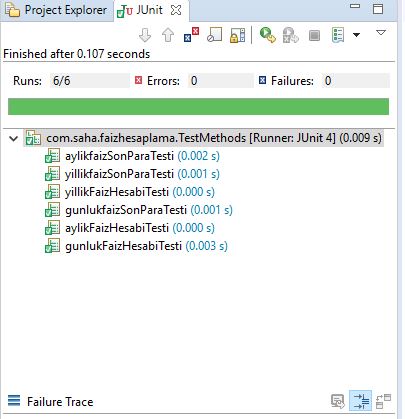 Project Explorer JUnit
Finished after 0.107 seconds
Runs: 6/6 Errors: 0 Failures: 0
com.saha.faizhesaplama.TestMethods [Runner: JUnit 4] (0.009 s)
aylikfaizSonParaTesti (0.002 s)
yillikfaizSonParaTesti (0.001 s)
yillikFaizHesabiTesti (0.000 s)
gunlukfaizSonParaTesti (0.001 s)
aylikFaizHesabiTesti (0.000 s)
gunlukFaizHesabiTesti (0.003 s)
Failure Trace